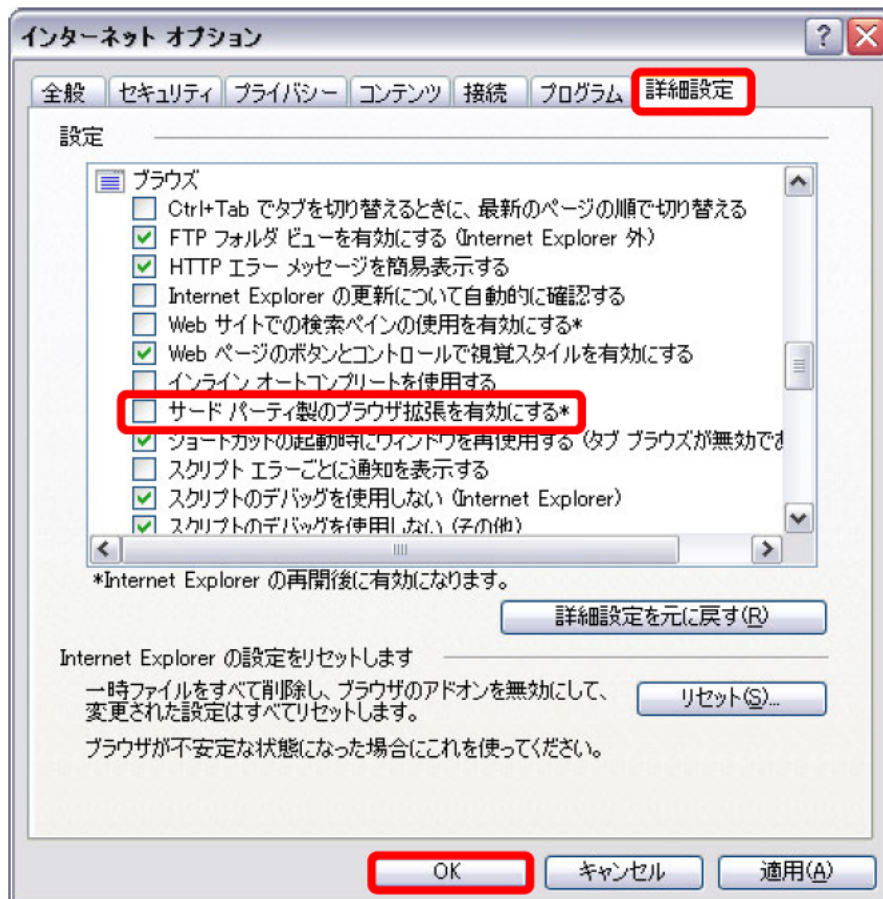 インターネット オプション
全般 セキュリティ プライバシー コンテンツ 接続 プログラム 詳細設定
設定
ブラウズ
Ctrl+Tab でタブを切り替えるときに、最新のページの順で切り替える
FTP フォルダ ビューを有効にする (Internet Explorer 外)
HTTP エラー メッセージを簡易表示する
Internet Explorer の更新について自動的に確認する
Web サイトでの検索ペインの使用を有効にする*
Web ページのボタンとコントロールで視覚スタイルを有効にする
インライン オートコンプリートを使用する
サード パーティ製のブラウザ拡張を有効にする*
ショートカットの起動時にウィンドウを再使用する (タブ ブラウズが無効であ
スクリプト エラーごとに通知を表示する
スクリプトのデバッグを使用しない (Internet Explorer)
スクリプトのデバッグを使用しない (その他)
*Internet Explorer の再開後に有効になります。
詳細設定を元に戻す(R)
Internet Explorer の設定をリセットします
一時ファイルをすべて削除し、ブラウザのアドオンを無効にして、
変更された設定はすべてリセットします。
リセット(S)...
ブラウザが不安定な状態になった場合にこれを使ってください。
OK キャンセル 適用(A)